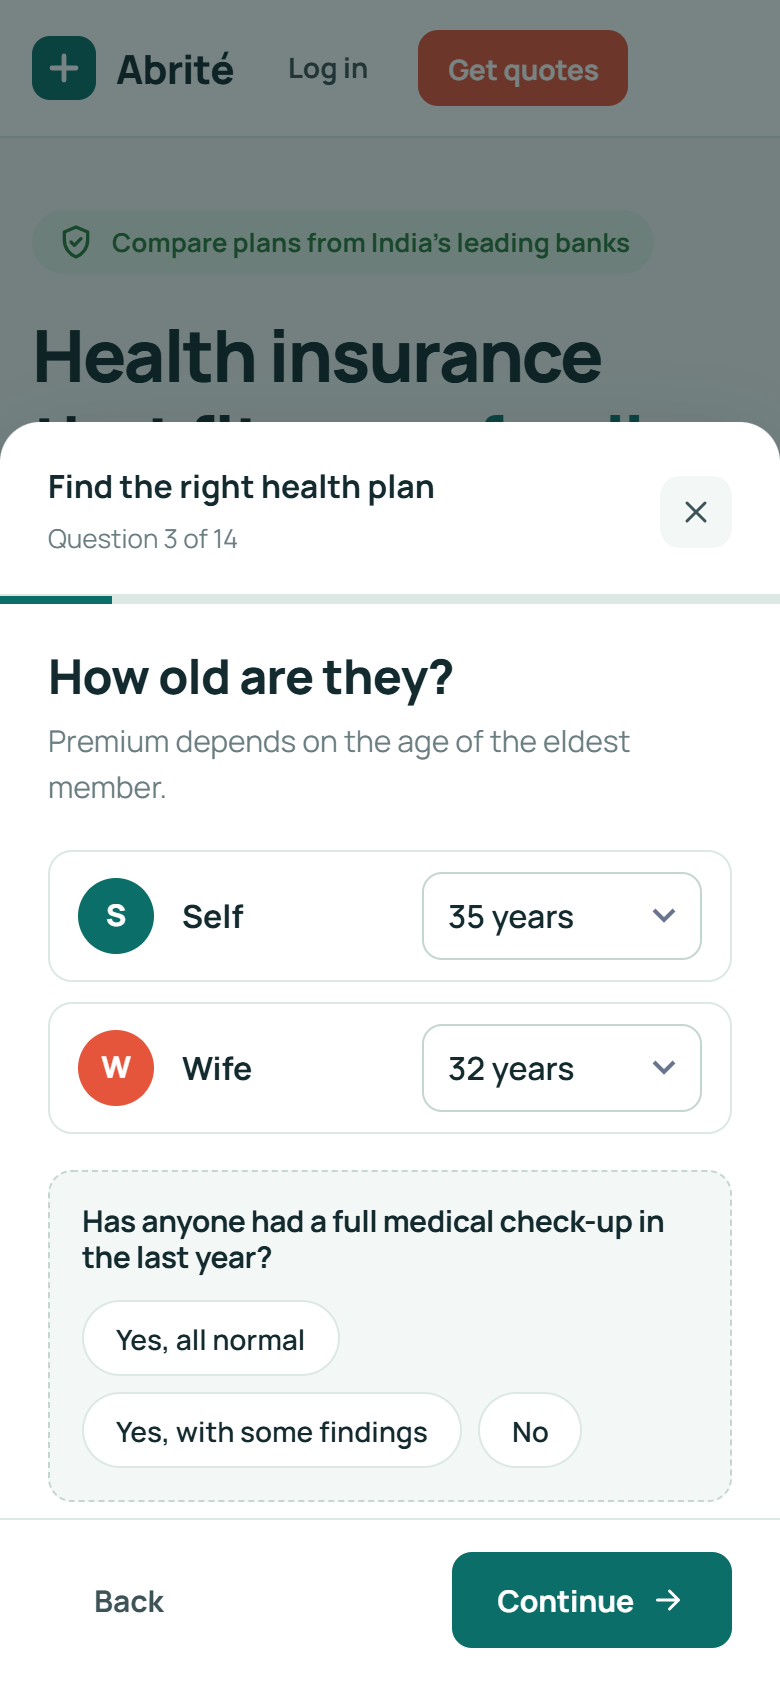 Abrité
Log in
Get quotes
Compare plans from India's leading banks
Health insurance
Find the right health plan
Question 3 of 14
How old are they?
Premium depends on the age of the eldest
member.
S
Self
35 years
W
Wife
32 years
Has anyone had a full medical check-up in
the last year?
Yes, all normal
Yes, with some findings
No
Back
Continue